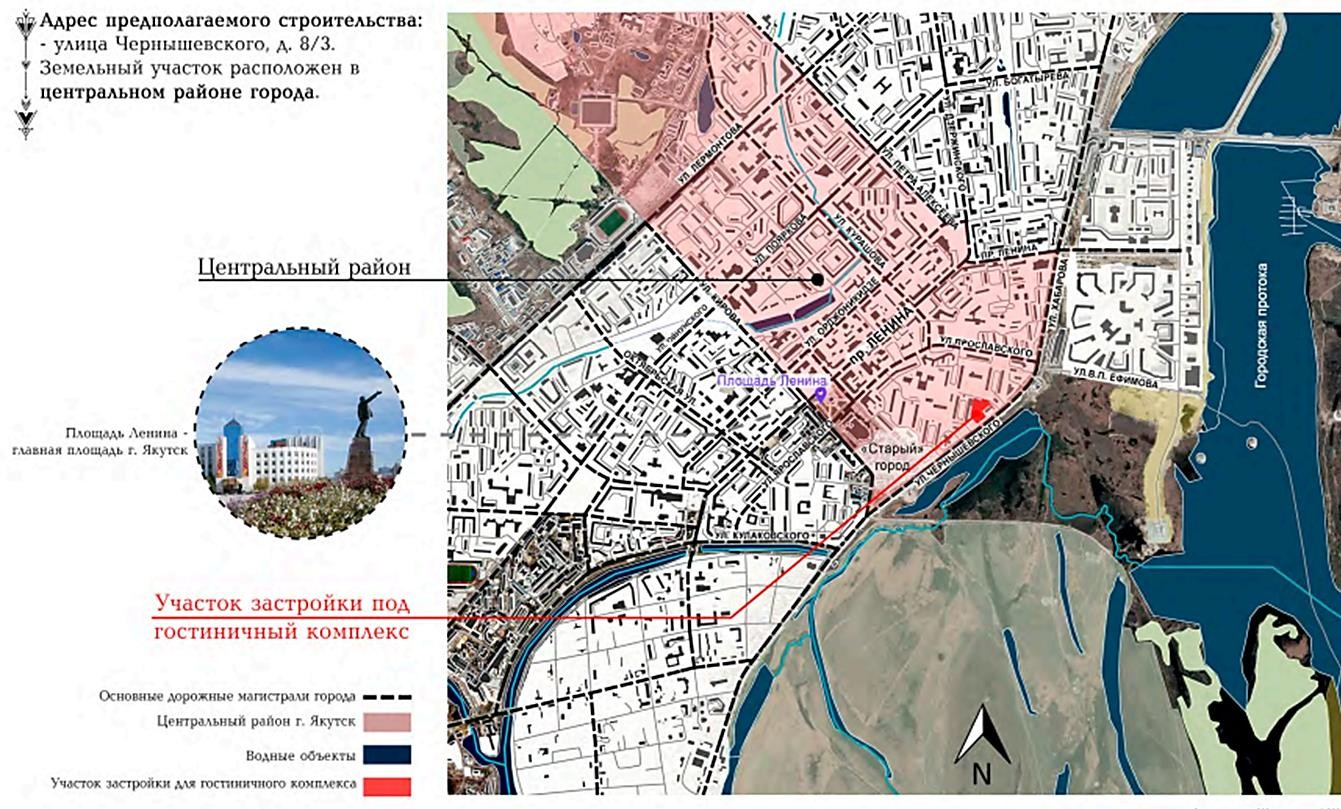 Адрес предполагаемого строительства:
- улица Чернышевского, д. 8/3.
Земельный участок расположен в
центральном районе города.
Центральный район
Площадь Ленина -
главная площадь г. Якутск
Участок застройки под
гостиничный комплекс
Основные дорожные магистрали города
Центральный район г. Якутск
Водные объекты
Участок застройки для гостиничного комплекса
УЛ. БОГАТЫРЕВА
УЛ. ДЗЕРЖИНСКОГО
УЛ. ЛЕРМОНТОВА
УЛ. ПЕТРА АЛЕКСЕЕВА
УЛ. ПОЯРКОВА
УЛ. КУРАШОВА
ПР. ЛЕНИНА
УЛ. ХАБАРОВА
УЛ. КИРОВА
УЛ. ОРДЖОНИКИДЗЕ
ПР. ЛЕНИНА
УЛ.ЯРОСЛАВСКОГО
ОКТЯБРЬСКАЯ УЛ.
Площадь Ленина
УЛ.В.П. ЕФИМОВА
Городская протока
«Старый»
город
УЛ. ЧЕРНЫШЕВСКОГО
УЛ. ЯРОСЛАВСКОГО
УЛ. КУЛАКОВСКОГО
N